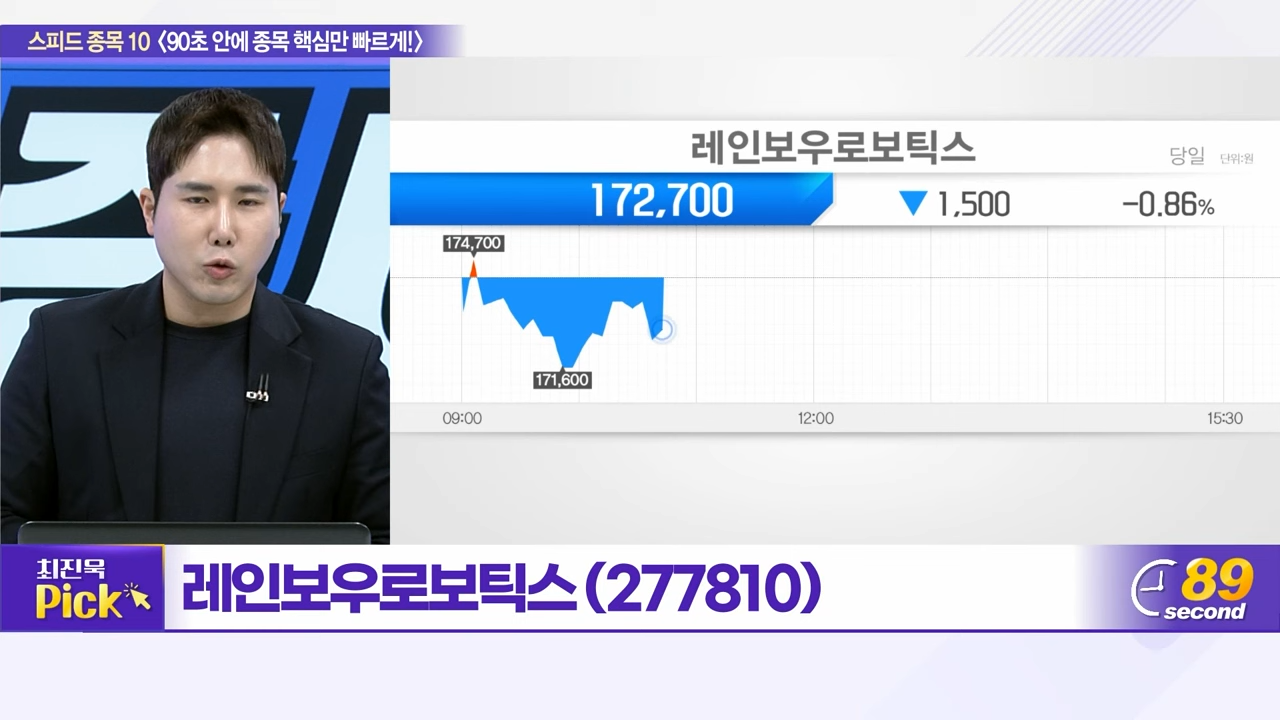 스피드 종목 10 〈90초 안에 종목 핵심만 빠르게!〉
레인보우로보틱스
당일 단위:원
172,700 ▼ 1,500 -0.86%
174,700
171,600
09:00 12:00 15:30
최진욱
Pick
레인보우로보틱스(277810)
89
second